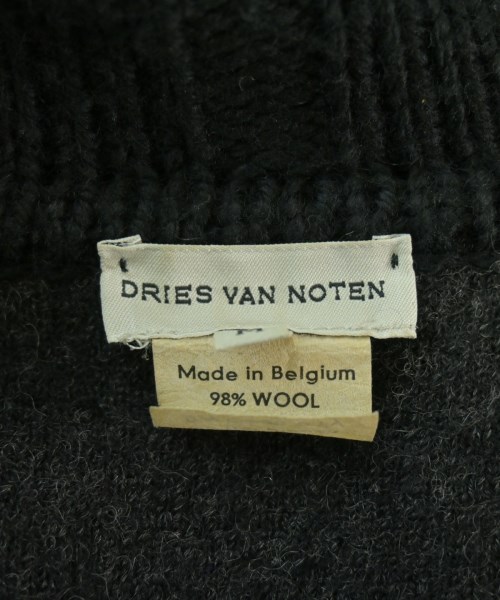 DRIES VAN NOTEN
Made in Belgium
98% WOOL